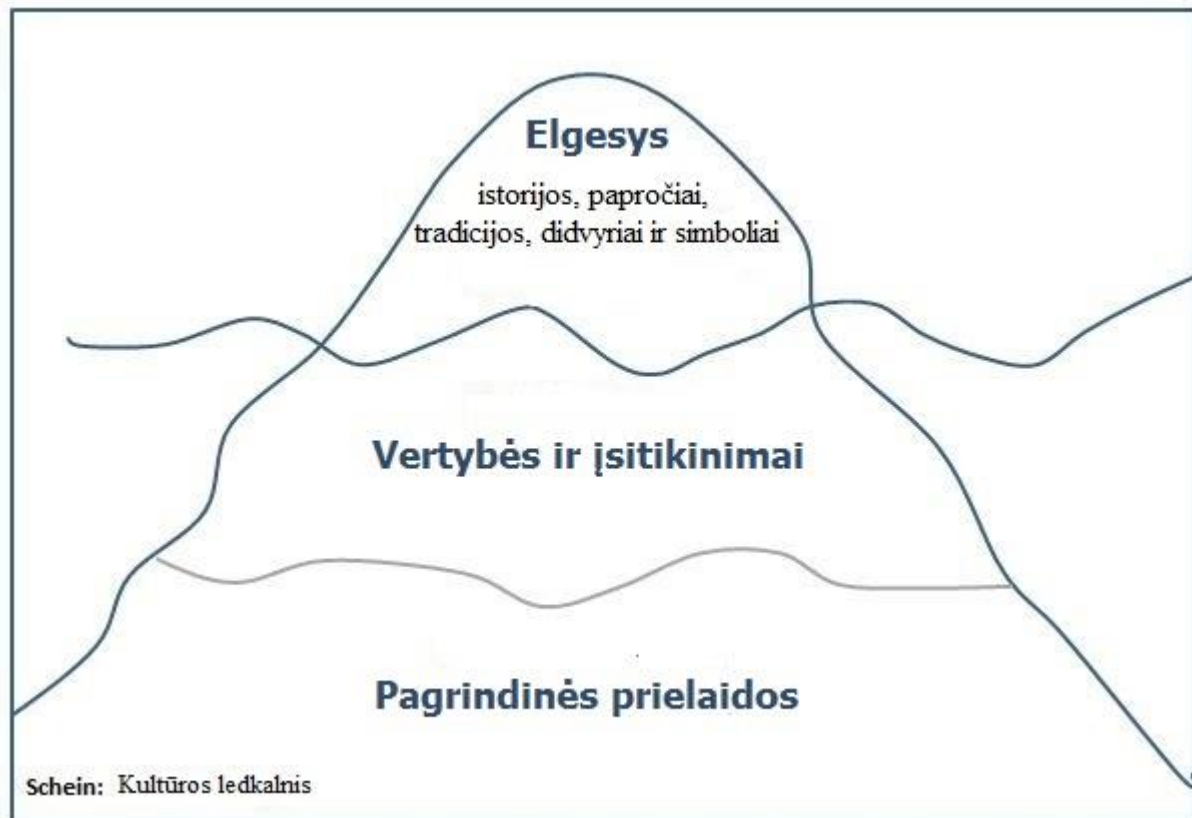 Elgesys
istorijos, papročiai,
tradicijos, didvyriai ir simboliai
Vertybės ir įsitikinimai
Pagrindinės prielaidos
Schein: Kultūros ledkalnis